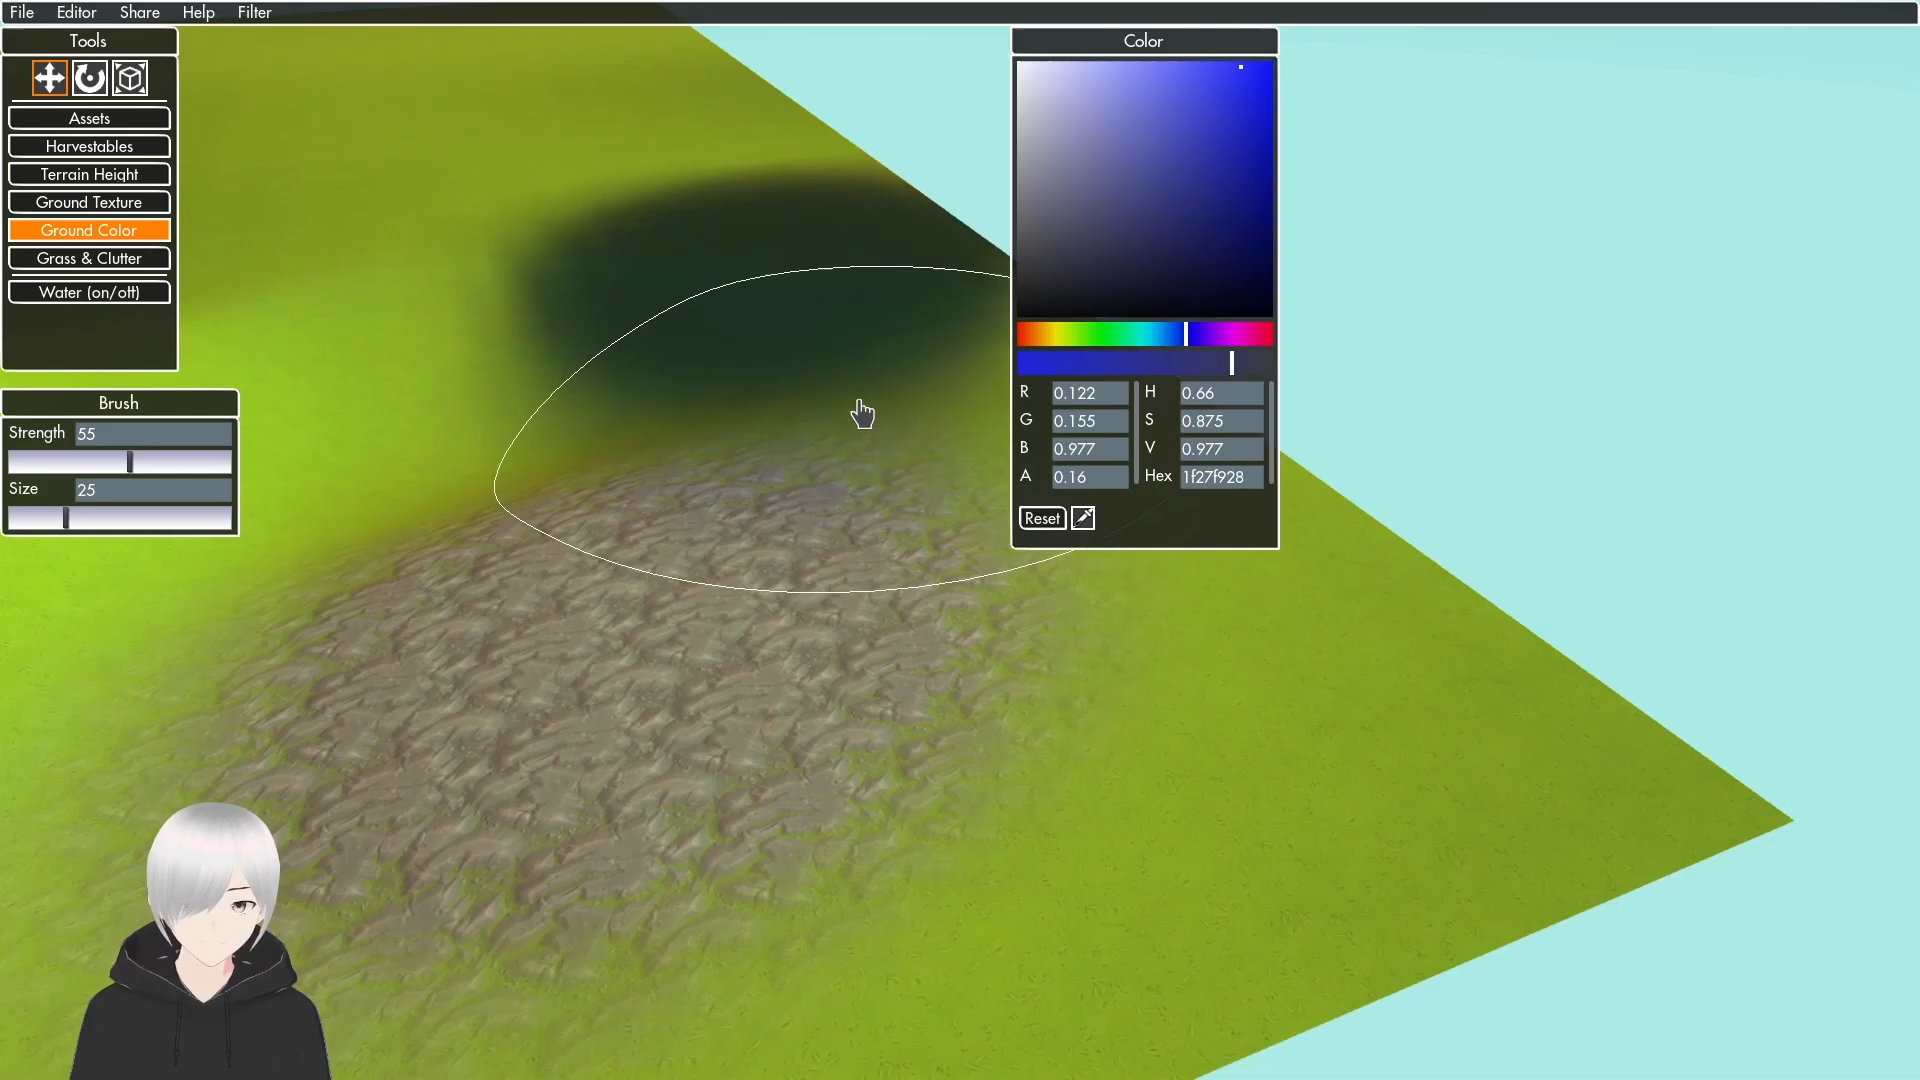 File Editor Share Help Filter
Tools
Assets
Harvestables
Terrain Height
Ground Texture
Ground Color
Grass & Clutter
Water (on/off)
Brush
Strength 55
Size 25
Color
R 0.122 H 0.66
G 0.155 S 0.875
B 0.977 V 0.977
A 0.16 Hex 1f27f928
Reset